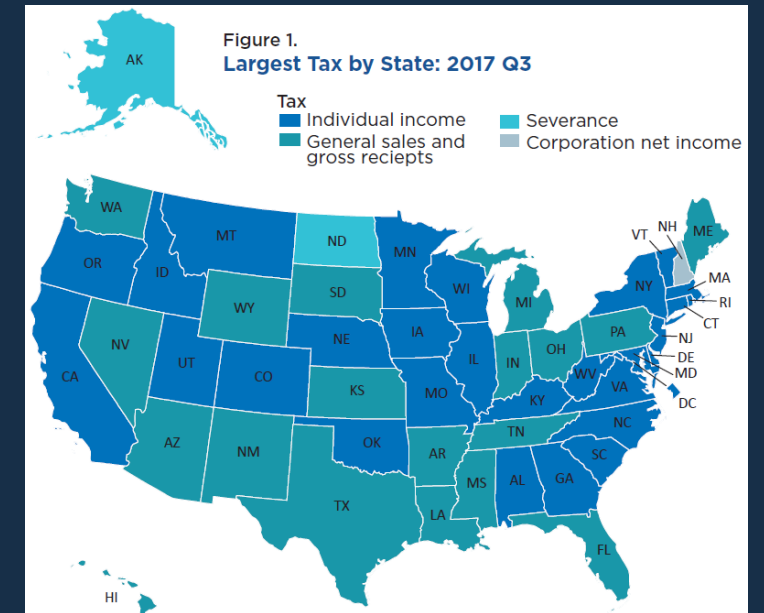 AK
Figure 1.
Largest Tax by State: 2017 Q3
Tax
Individual income
General sales and
gross reciepts
Severance
Corporation net income
WA
MT
ND
MN
VT
NH
ME
OR
ID
WY
SD
WI
MI
NY
MA
RI
CT
NV
UT
CO
NE
IA
IL
IN
OH
PA
NJ
DE
MD
DC
CA
KS
MO
KY
WV
VA
AZ
NM
OK
AR
TN
NC
SC
TX
LA
MS
AL
GA
FL
HI